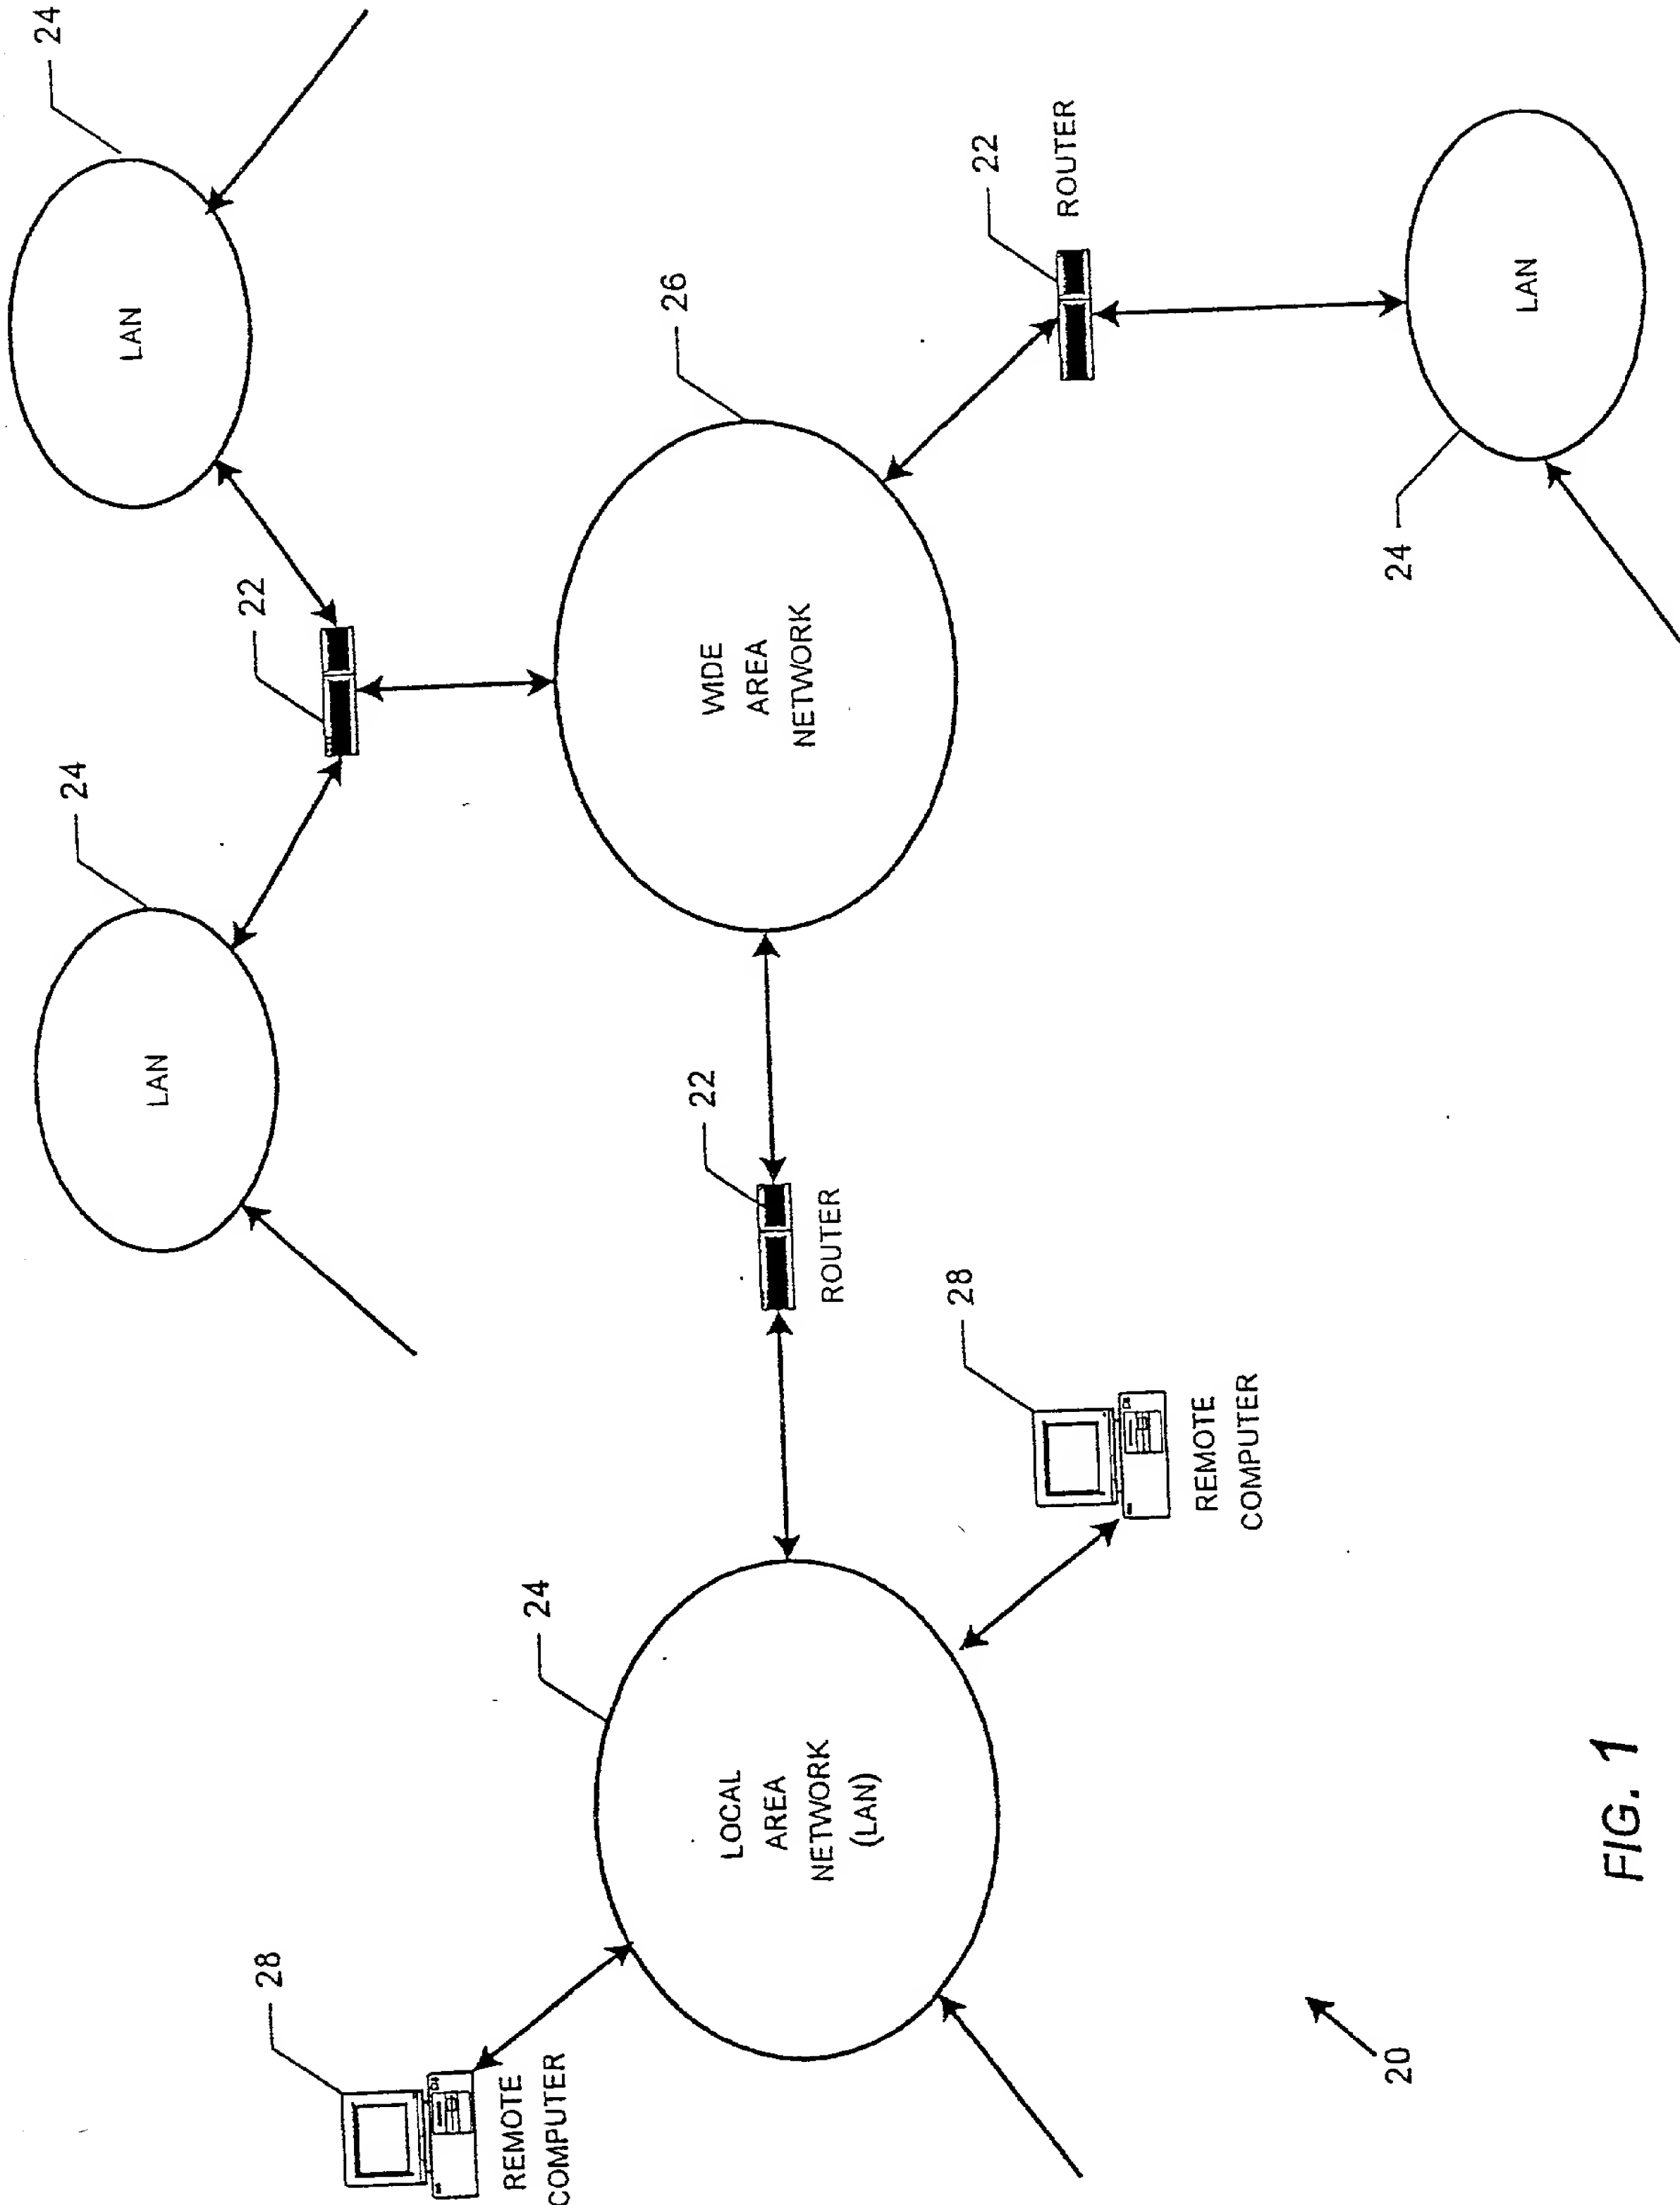 24
LAN
24
LAN
22
26
WIDE
AREA
NETWORK
22
ROUTER
LAN
24
22
ROUTER
28
REMOTE
COMPUTER
24
LOCAL
AREA
NETWORK
(LAN)
28
REMOTE
COMPUTER
20
FIG. 1